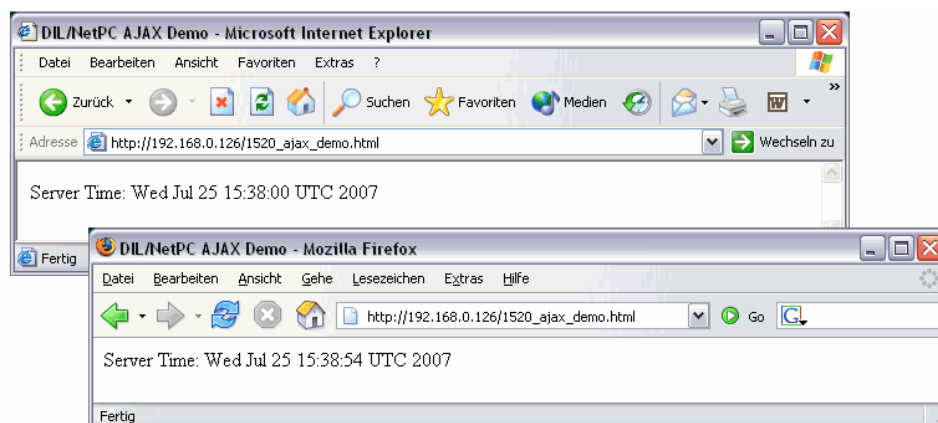 DIL/NetPC AJAX Demo - Microsoft Internet Explorer
Datei Bearbeiten Ansicht Favoriten Extras ?
Zurück Suchen Favoriten Medien W »
Adresse http://192.168.0.126/1520_ajax_demo.html Wechseln zu
Server Time: Wed Jul 25 15:38:00 UTC 2007
Fertig
DIL/NetPC AJAX Demo - Mozilla Firefox
Datei Bearbeiten Ansicht Gehe Lesezeichen Extras Hilfe
http://192.168.0.126/1520_ajax_demo.html Go G
Server Time: Wed Jul 25 15:38:54 UTC 2007
Fertig